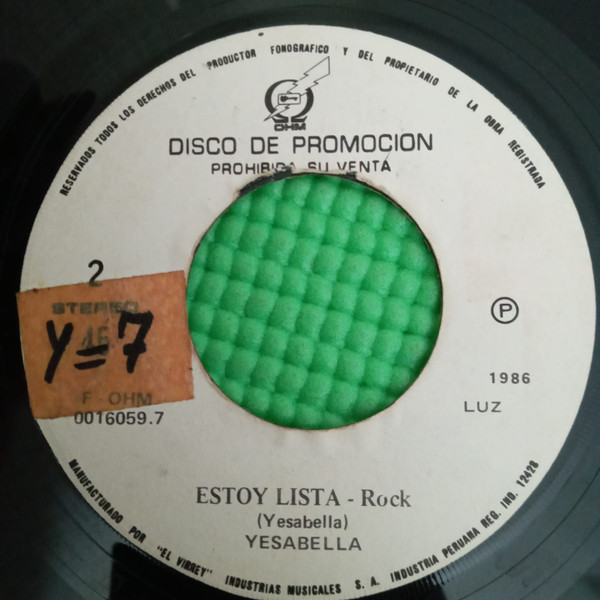 RESERVADOS TODOS LOS DERECHOS DEL PRODUCTOR FONOGRAFICO Y DEL PROPIETARIO DE LA OBRA REGISTRADA
OHM
DISCO DE PROMOCION
PROHIBIDA SU VENTA
2
STEREO
45
Y=7
F - OHM
0016059.7
P
1986
LUZ
ESTOY LISTA - Rock
(Yesabella)
YESABELLA
MANUFACTURADO POR "EL VIRREY" INDUSTRIAS MUSICALES S. A. INDUSTRIA PERUANA REG. IND. 12428